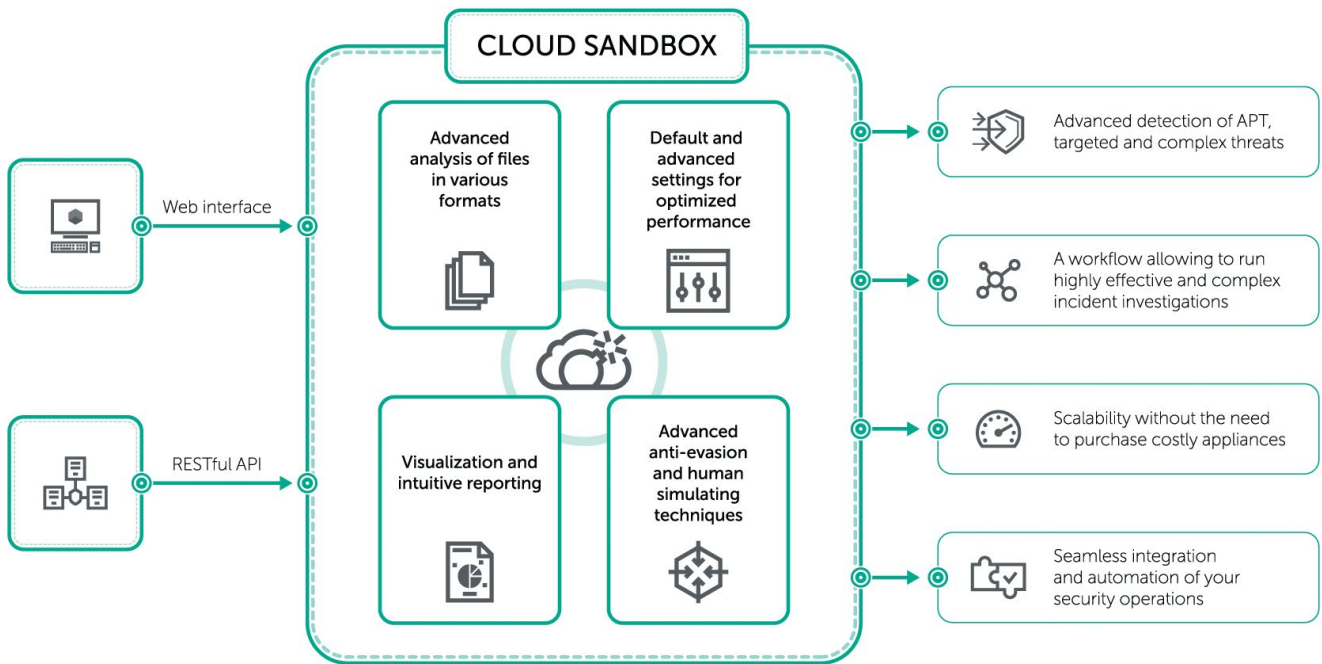 CLOUD SANDBOX
Web interface
RESTful API
Advanced
analysis of files
in various
formats
Default and
advanced
settings for
optimized
performance
Visualization and
intuitive reporting
Advanced
anti-evasion
and human
simulating
techniques
Advanced detection of APT,
targeted and complex threats
A workflow allowing to run
highly effective and complex
incident investigations
Scalability without the need
to purchase costly appliances
Seamless integration
and automation of your
security operations